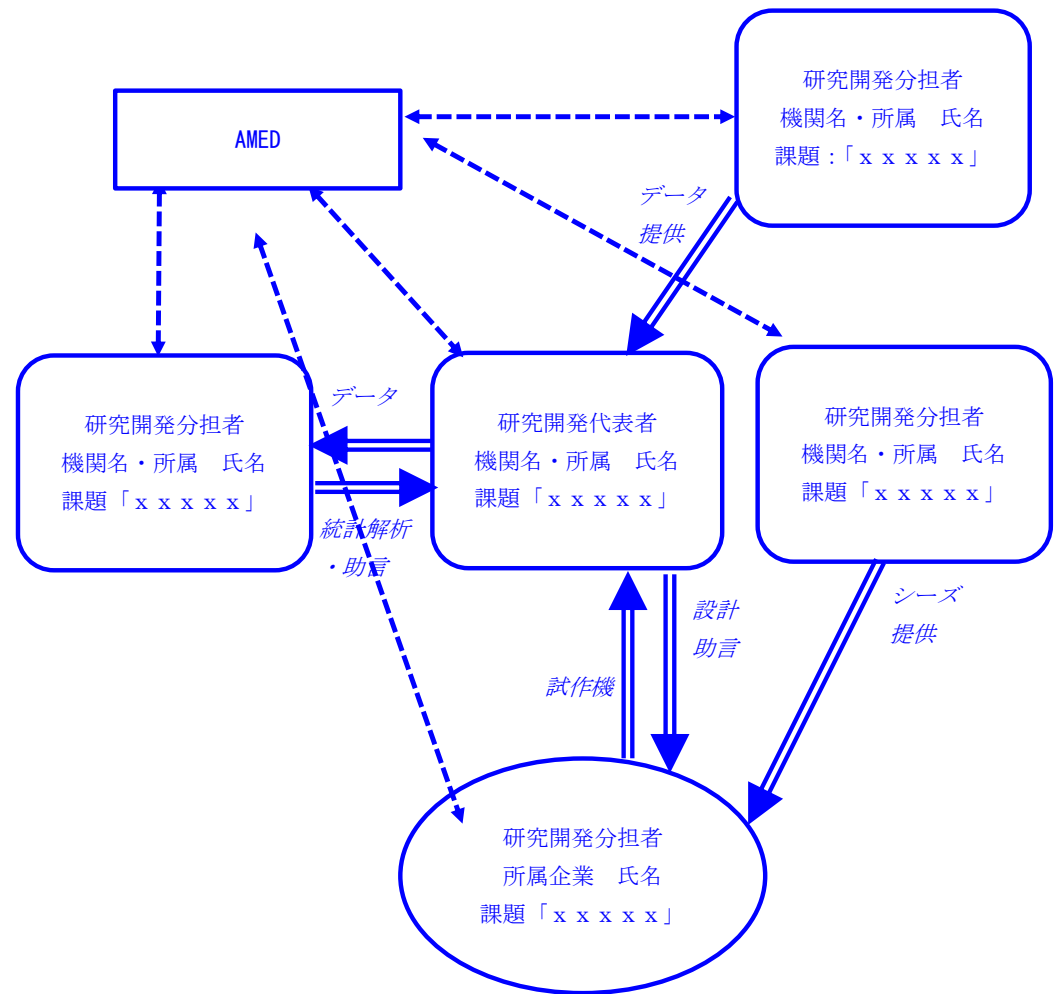 研究開発分担者
機関名・所属　氏名
課題：「ｘｘｘｘｘ」
AMED
データ
提供
研究開発分担者
機関名・所属　氏名
課題「ｘｘｘｘｘ」
データ
統計解析
・助言
研究開発代表者
機関名・所属　氏名
課題「ｘｘｘｘｘ」
研究開発分担者
機関名・所属　氏名
課題「ｘｘｘｘｘ」
設計
助言
試作機
シーズ
提供
研究開発分担者
所属企業　氏名
課題「ｘｘｘｘｘ」